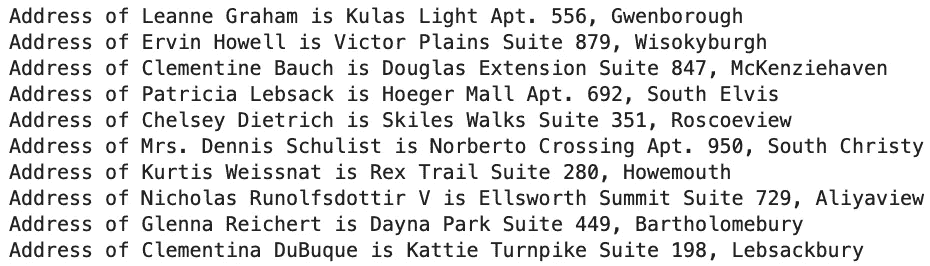 Address of Leanne Graham is Kulas Light Apt. 556, Gwenborough
Address of Ervin Howell is Victor Plains Suite 879, Wisokyburgh
Address of Clementine Bauch is Douglas Extension Suite 847, McKenziehaven
Address of Patricia Lebsack is Hoeger Mall Apt. 692, South Elvis
Address of Chelsey Dietrich is Skiles Walks Suite 351, Roscoeview
Address of Mrs. Dennis Schulist is Norberto Crossing Apt. 950, South Christy
Address of Kurtis Weissnat is Rex Trail Suite 280, Howemouth
Address of Nicholas Runolfsdottir V is Ellsworth Summit Suite 729, Aliyaview
Address of Glenna Reichert is Dayna Park Suite 449, Bartholomebury
Address of Clementina DuBuque is Kattie Turnpike Suite 198, Lebsackbury